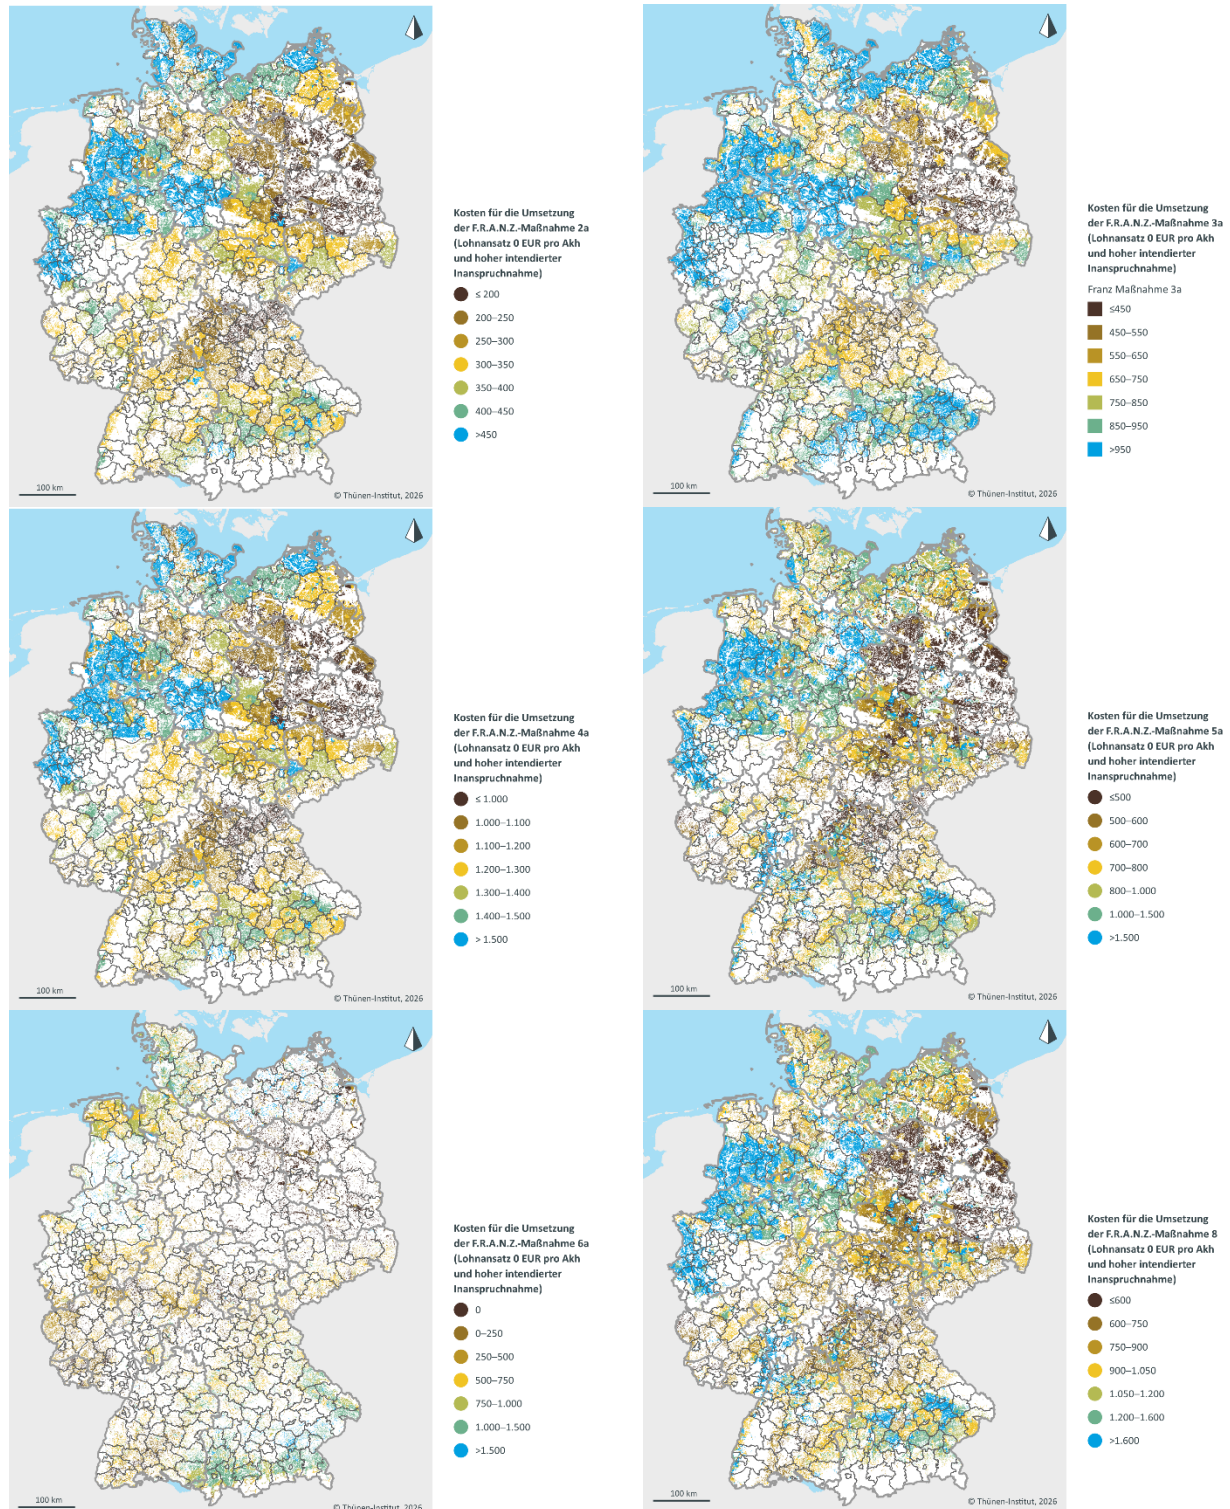 Kosten für die Umsetzung
der F.R.A.N.Z.-Maßnahme 2a
(Lohnansatz 0 EUR pro Akh
und hoher intendierter
Inanspruchnahme)
≤ 200
200–250
250–300
300–350
350–400
400–450
>450
100 km
© Thünen-Institut, 2026
Kosten für die Umsetzung
der F.R.A.N.Z.-Maßnahme 3a
(Lohnansatz 0 EUR pro Akh
und hoher intendierter
Inanspruchnahme)
Franz Maßnahme 3a
≤450
450–550
550–650
650–750
750–850
850–950
>950
100 km
© Thünen-Institut, 2026
Kosten für die Umsetzung
der F.R.A.N.Z.-Maßnahme 4a
(Lohnansatz 0 EUR pro Akh
und hoher intendierter
Inanspruchnahme)
≤ 1.000
1.000–1.100
1.100–1.200
1.200–1.300
1.300–1.400
1.400–1.500
> 1.500
100 km
© Thünen-Institut, 2026
Kosten für die Umsetzung
der F.R.A.N.Z.-Maßnahme 5a
(Lohnansatz 0 EUR pro Akh
und hoher intendierter
Inanspruchnahme)
≤500
500–600
600–700
700–800
800–1.000
1.000–1.500
>1.500
100 km
© Thünen-Institut, 2026
Kosten für die Umsetzung
der F.R.A.N.Z.-Maßnahme 6a
(Lohnansatz 0 EUR pro Akh
und hoher intendierter
Inanspruchnahme)
0
0–250
250–500
500–750
750–1.000
1.000–1.500
>1.500
100 km
© Thünen-Institut, 2026
Kosten für die Umsetzung
der F.R.A.N.Z.-Maßnahme 8
(Lohnansatz 0 EUR pro Akh
und hoher intendierter
Inanspruchnahme)
≤600
600–750
750–900
900–1.050
1.050–1.200
1.200–1.600
>1.600
100 km
© Thünen-Institut, 2026